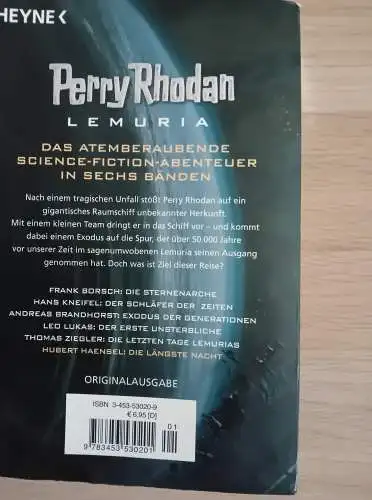 HEYNE <
Perry Rhodan
LEMURIA
DAS ATEMBERAUBENDE
SCIENCE-FICTION-ABENTEUER
IN SECHS BÄNDEN
Nach einem tragischen Unfall stößt Perry Rhodan auf ein
gigantisches Raumschiff unbekannter Herkunft.
Mit einem kleinen Team dringt er in das Schiff vor – und kommt
dabei einem Exodus auf die Spur, der über 50.000 Jahre
vor unserer Zeit im sagenumwobenen Lemuria seinen Ausgang
genommen hat. Doch was ist Ziel dieser Reise?
FRANK BORSCH: DIE STERNENARCHE
HANS KNEIFEL: DER SCHLÄFER DER ZEITEN
ANDREAS BRANDHORST: EXODUS DER GENERATIONEN
LEO LUKAS: DER ERSTE UNSTERBLICHE
THOMAS ZIEGLER: DIE LETZTEN TAGE LEMURIAS
HUBERT HAENSEL: DIE LÄNGSTE NACHT
ORIGINALAUSGABE
ISBN 3-453-53020-9
€ 6,95 [D]
01
9 783453 530201